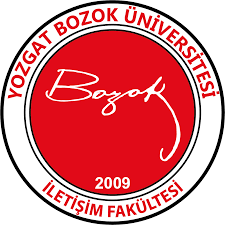 YOZGAT BOZOK ÜNİVERSİTESİ
Bozok
2009
İLETİŞİM FAKÜLTESİ